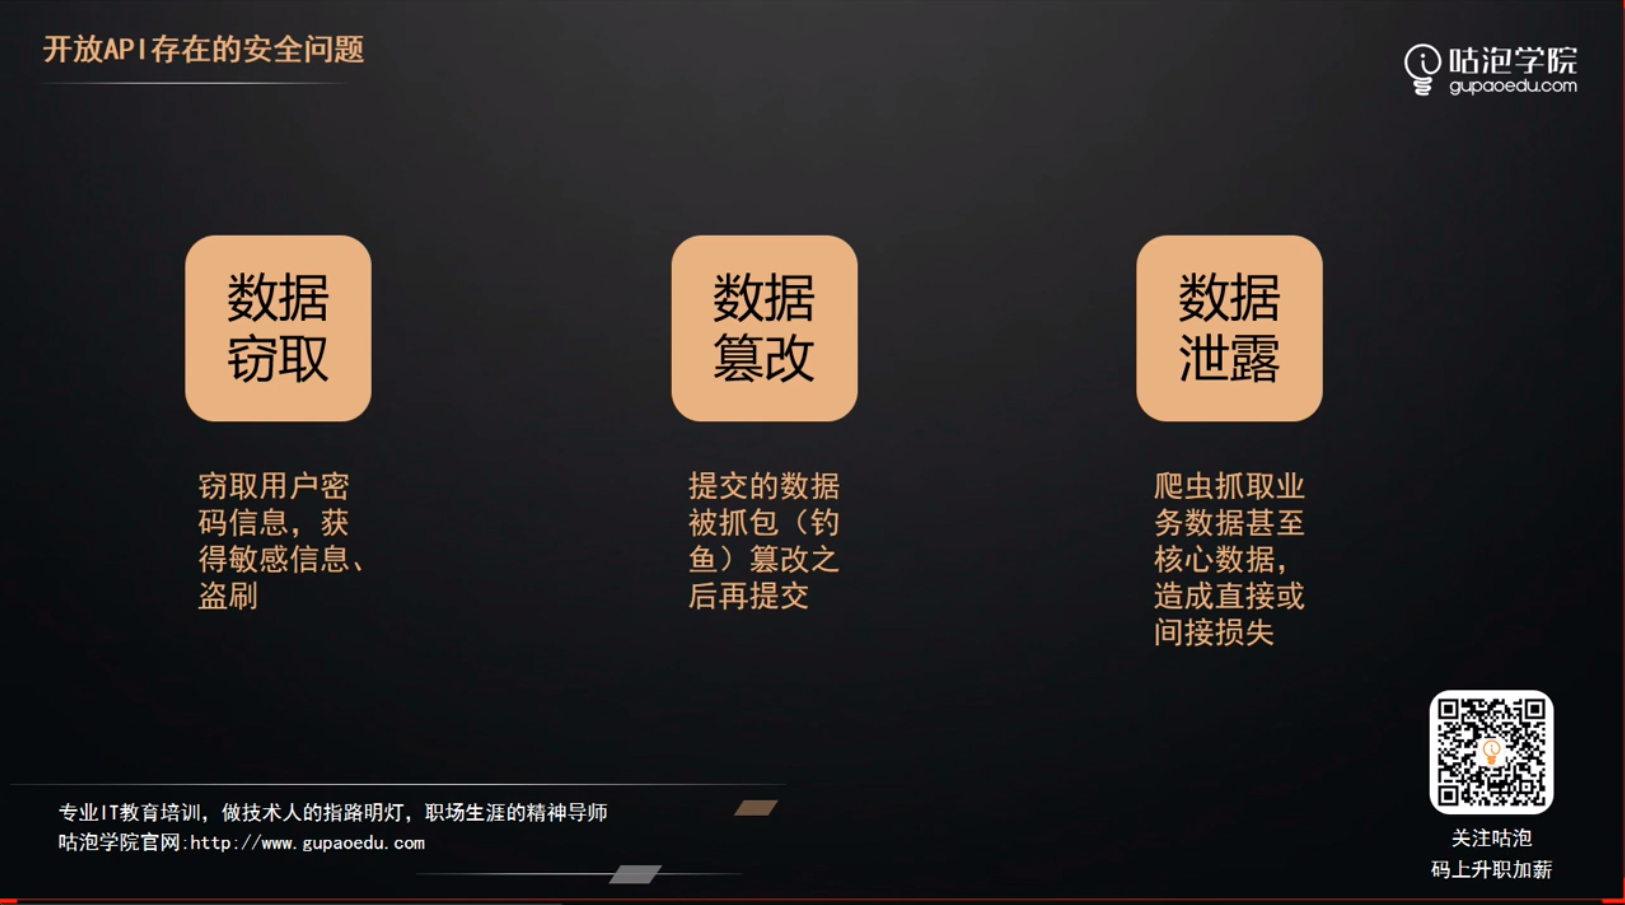 开放API存在的安全问题
咕泡学院
gupaoedu.com
数据
窃取
数据
篡改
数据
泄露
窃取用户密
码信息，获
得敏感信息、
盗刷
提交的数据
被抓包（钓
鱼）篡改之
后再提交
爬虫抓取业
务数据甚至
核心数据，
造成直接或
间接损失
专业IT教育培训，做技术人的指路明灯，职场生涯的精神导师
咕泡学院官网:http://www.gupaoedu.com
关注咕泡
码上升职加薪